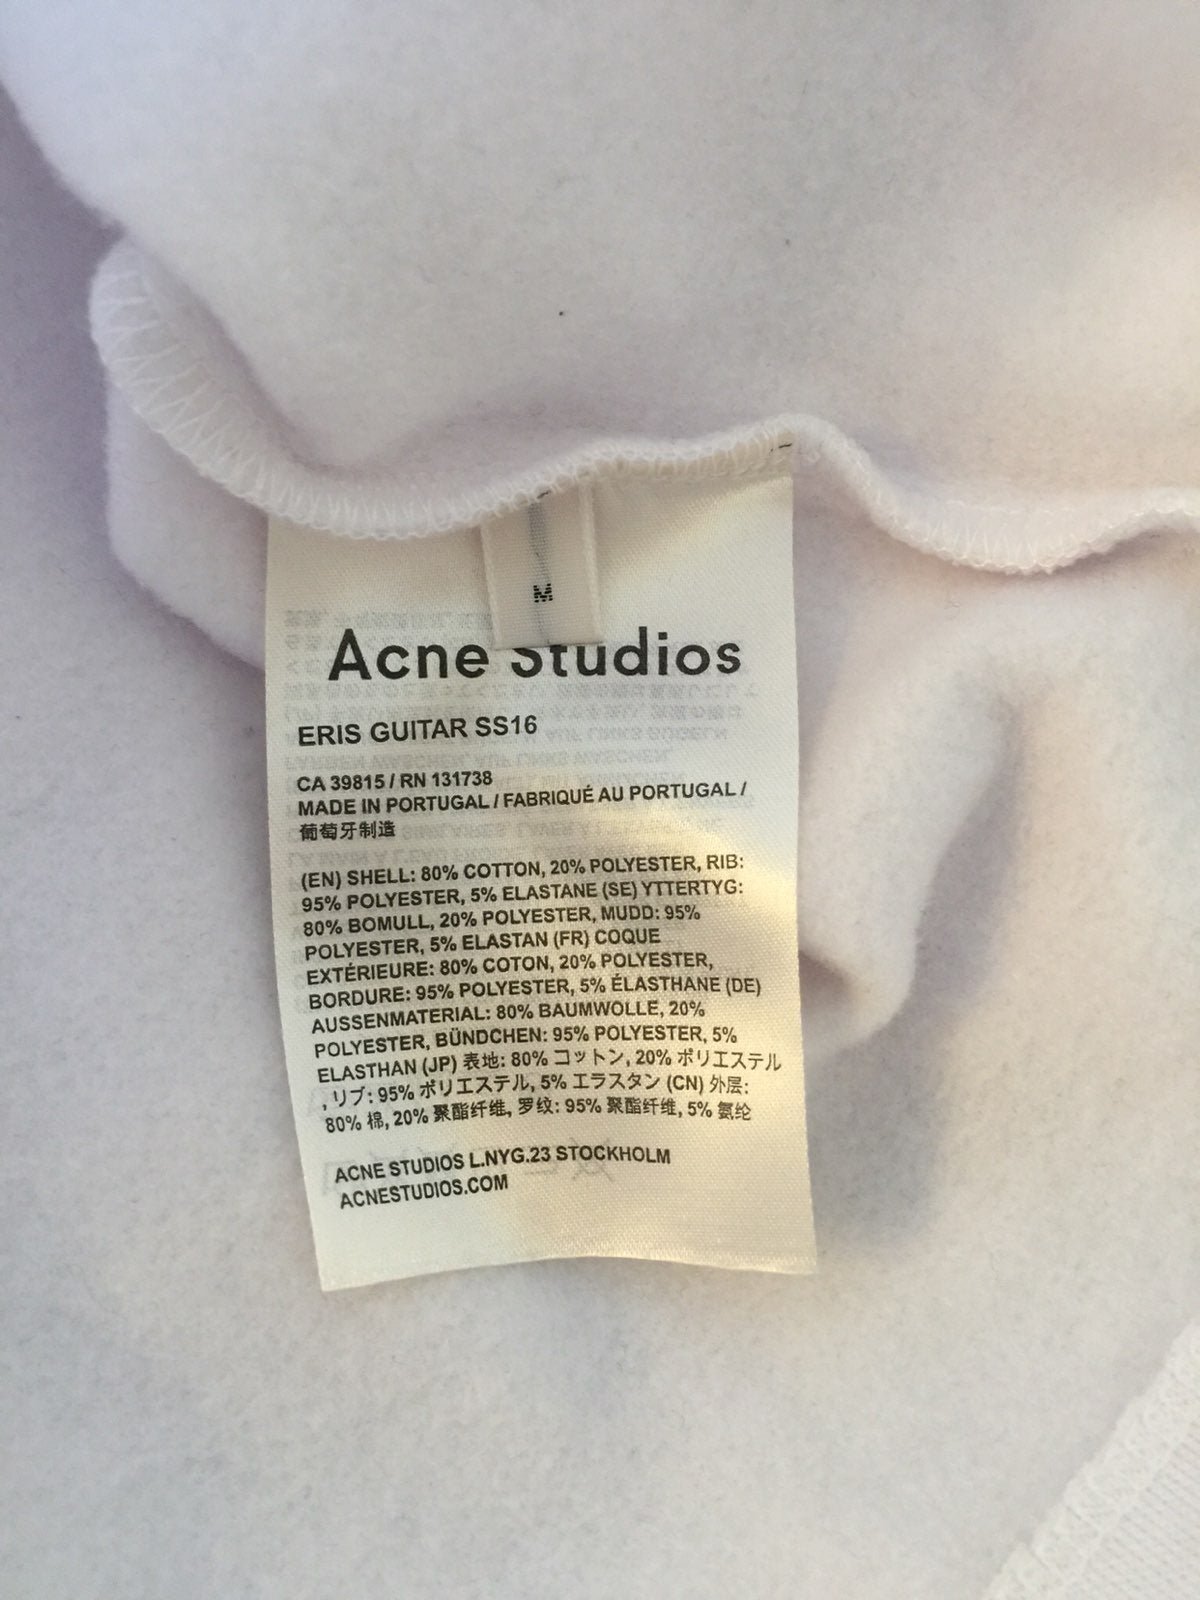 M
Acne Studios
ERIS GUITAR SS16
CA 39815 / RN 131738
MADE IN PORTUGAL / FABRIQUÉ AU PORTUGAL /
葡萄牙制造
(EN) SHELL: 80% COTTON, 20% POLYESTER, RIB:
95% POLYESTER, 5% ELASTANE (SE) YTTERTYG:
80% BOMULL, 20% POLYESTER, MUDD: 95%
POLYESTER, 5% ELASTAN (FR) COQUE
EXTÉRIEURE: 80% COTON, 20% POLYESTER,
BORDURE: 95% POLYESTER, 5% ÉLASTHANE (DE)
AUSSENMATERIAL: 80% BAUMWOLLE, 20%
POLYESTER, BÜNDCHEN: 95% POLYESTER, 5%
ELASTHAN (JP) 表地: 80% コットン, 20% ポリエステル
, リブ: 95% ポリエステル, 5% エラスタン (CN) 外层:
80% 棉, 20% 聚酯纤维, 罗纹: 95% 聚酯纤维, 5% 氨纶
ACNE STUDIOS L.NYG.23 STOCKHOLM
ACNESTUDIOS.COM